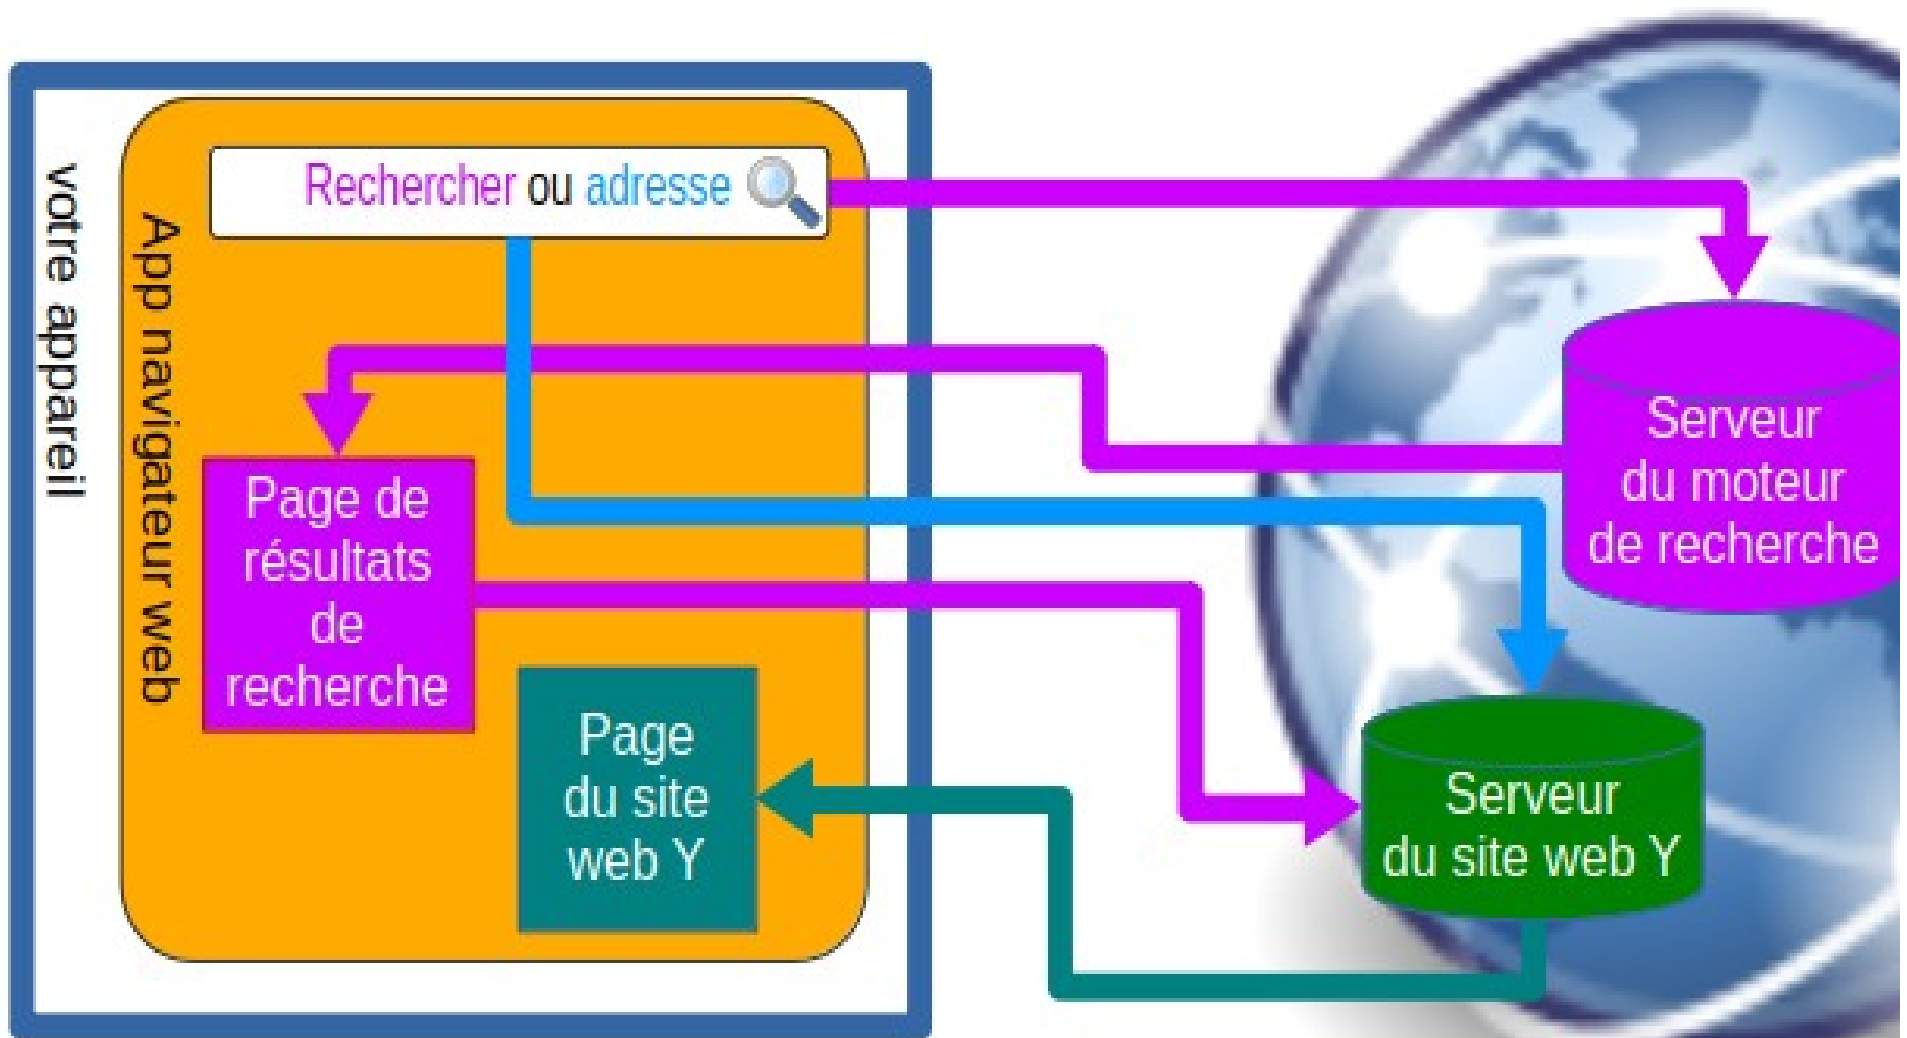 votre appareil
App navigateur web
Rechercher ou adresse
Page de
résultats
de
recherche
Page
du site
web Y
Serveur
du moteur
de recherche
Serveur
du site web Y